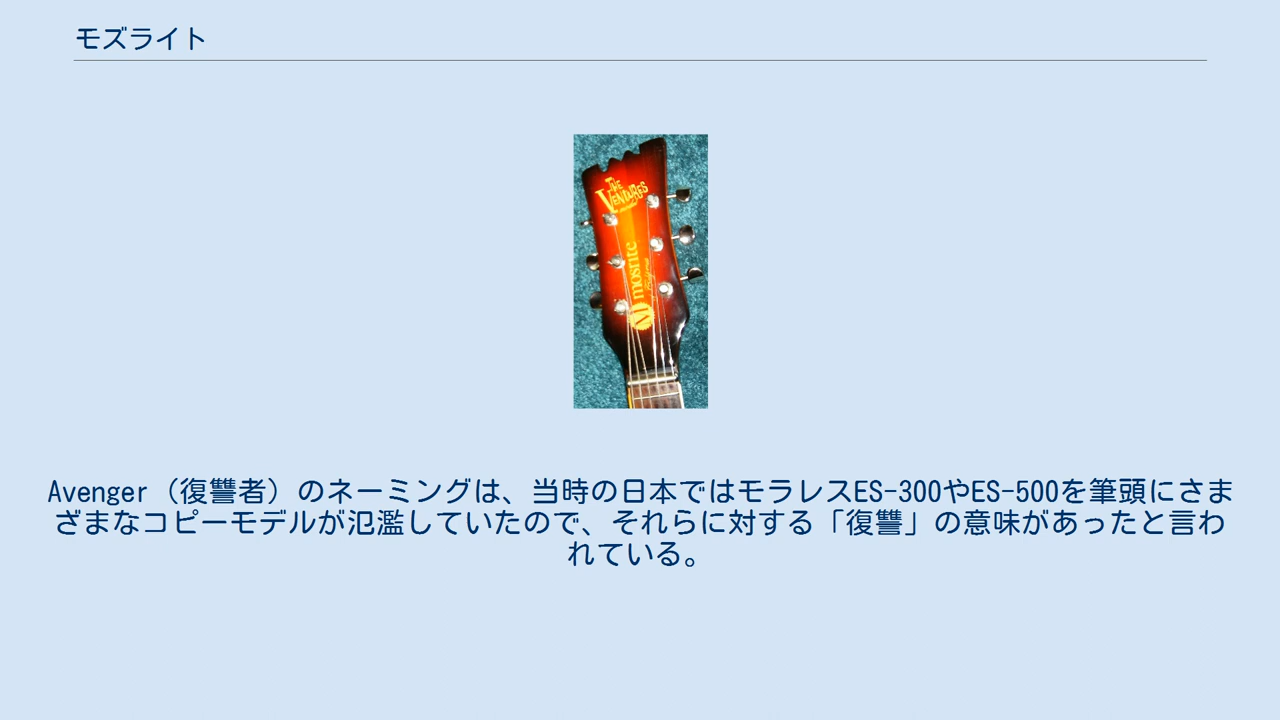 モズライト
THE
VENTURES
mosrite
M
Avenger（復讐者）のネーミングは、当時の日本ではモラレスES-300やES-500を筆頭にさま
ざまなコピーモデルが氾濫していたので、それらに対する「復讐」の意味があったと言わ
れている。